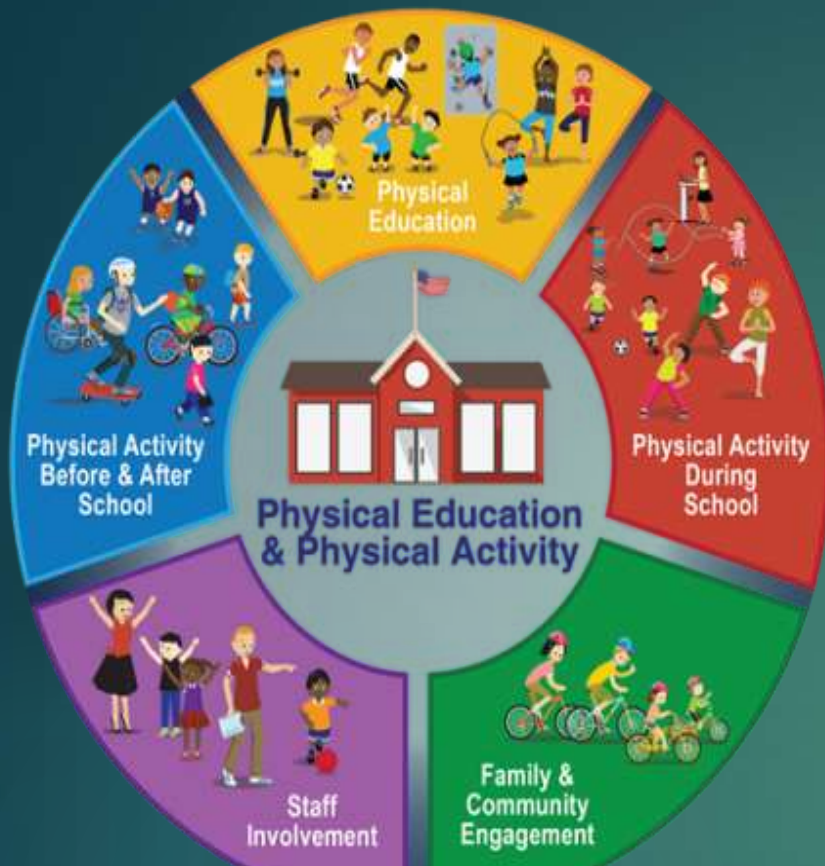 Physical
Education
Physical Activity
Before & After
School
Physical Activity
During
School
Physical Education
& Physical Activity
Staff
Involvement
Family &
Community
Engagement